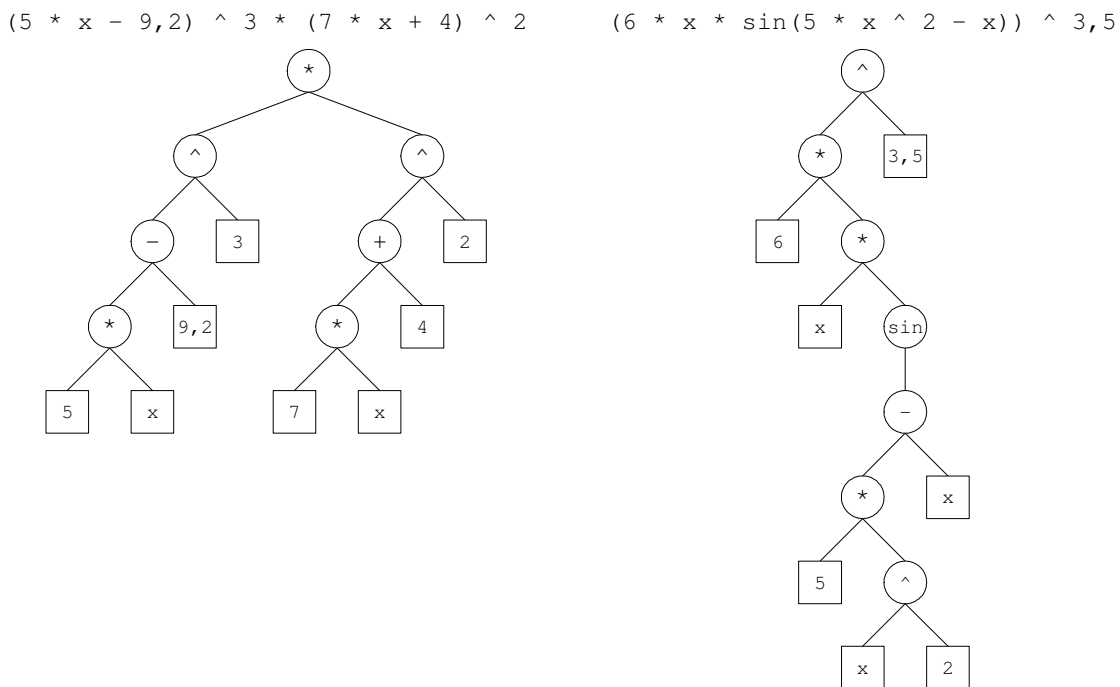 (5 * x - 9,2) ^ 3 * (7 * x + 4) ^ 2
*
^ ^
- 3 + 2
* 9,2 * 4
5 x 7 x
(6 * x * sin(5 * x ^ 2 - x)) ^ 3,5
^
* 3,5
6 *
x sin
-
* x
5 ^
x 2